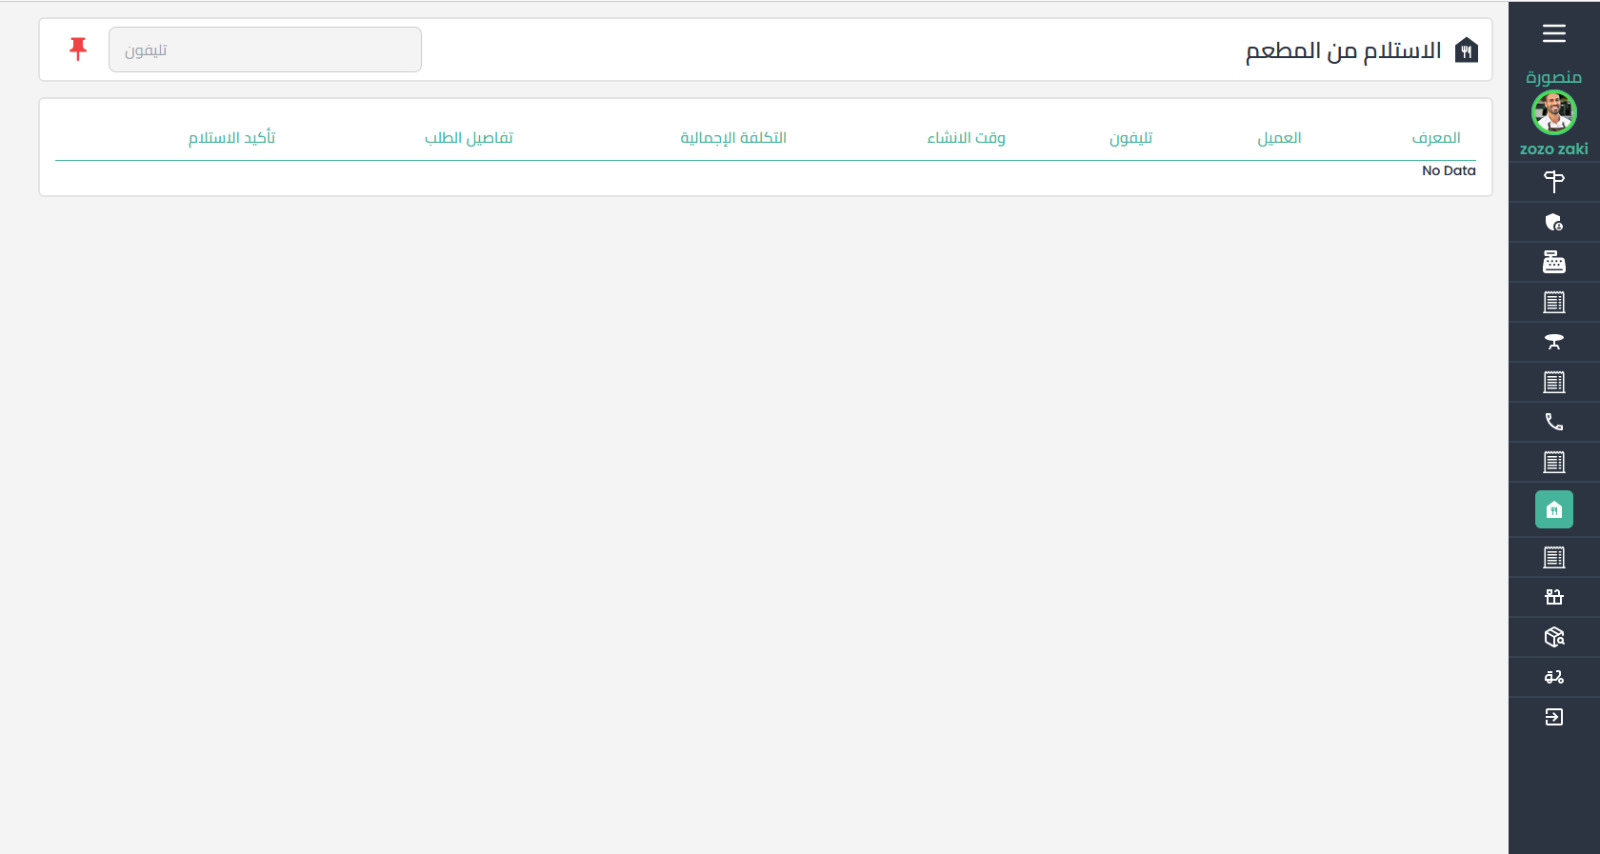 الاستلام من المطعم
تليفون
منصورة
zozo zaki
المعرف العميل تليفون وقت الانشاء التكلفة الإجمالية تفاصيل الطلب تأكيد الاستلام
No Data